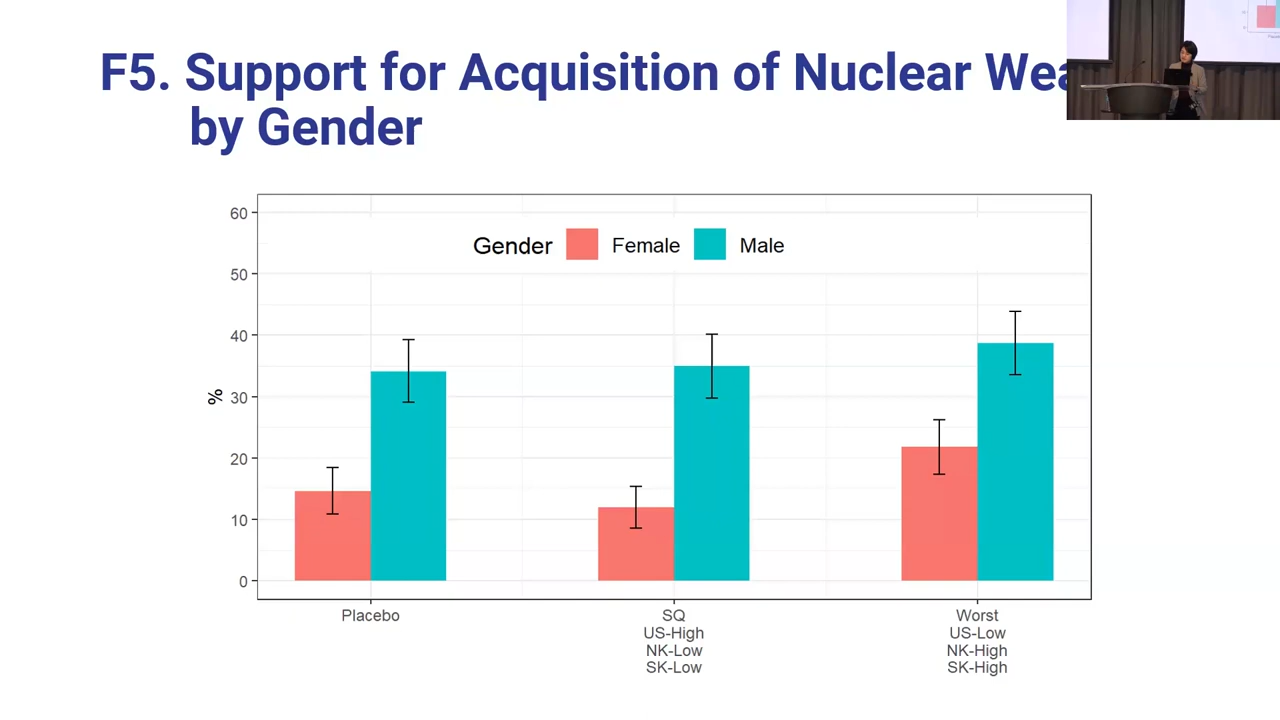 F5. Support for Acquisition of Nuclear
by Gender
Gender Female Male
60
50
40
30
20
10
0
%
Placebo
SQ
US-High
NK-Low
SK-Low
Worst
US-Low
NK-High
SK-High